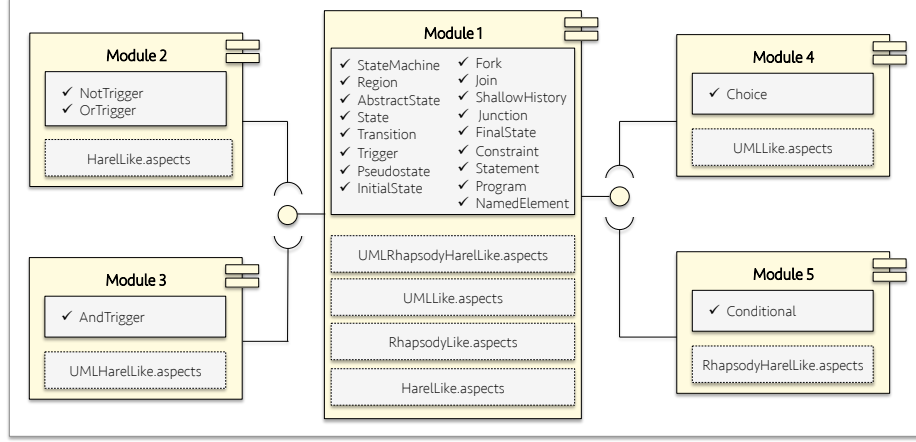 Module 2
✓ NotTrigger
✓ OrTrigger
HarelLike.aspects
Module 3
✓ AndTrigger
UMLHarelLike.aspects
Module 1
✓ StateMachine
✓ Region
✓ AbstractState
✓ State
✓ Transition
✓ Trigger
✓ Pseudostate
✓ InitialState
✓ Fork
✓ Join
✓ ShallowHistory
✓ Junction
✓ FinalState
✓ Constraint
✓ Statement
✓ Program
✓ NamedElement
UMLRhapsodyHarelLike.aspects
UMLLike.aspects
RhapsodyLike.aspects
HarelLike.aspects
Module 4
✓ Choice
UMLLike.aspects
Module 5
✓ Conditional
RhapsodyHarelLike.aspects